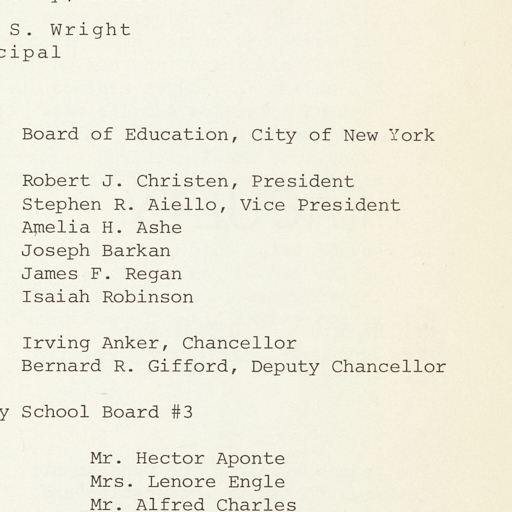 S. Wright
cipal
Board of Education, City of New York
Robert J. Christen, President
Stephen R. Aiello, Vice President
Amelia H. Ashe
Joseph Barkan
James F. Regan
Isaiah Robinson
Irving Anker, Chancellor
Bernard R. Gifford, Deputy Chancellor
y School Board #3
Mr. Hector Aponte
Mrs. Lenore Engle
Mr. Alfred Charles